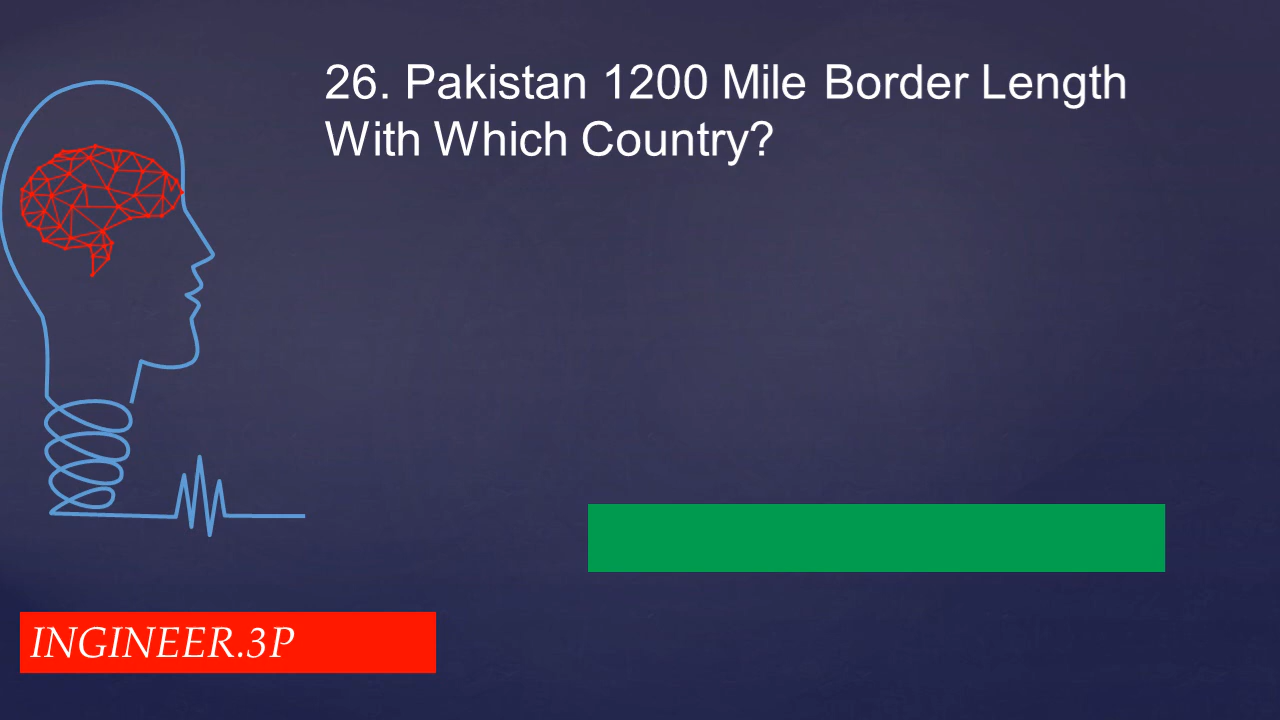 26. Pakistan 1200 Mile Border Length
With Which Country?
INGINEER.3P